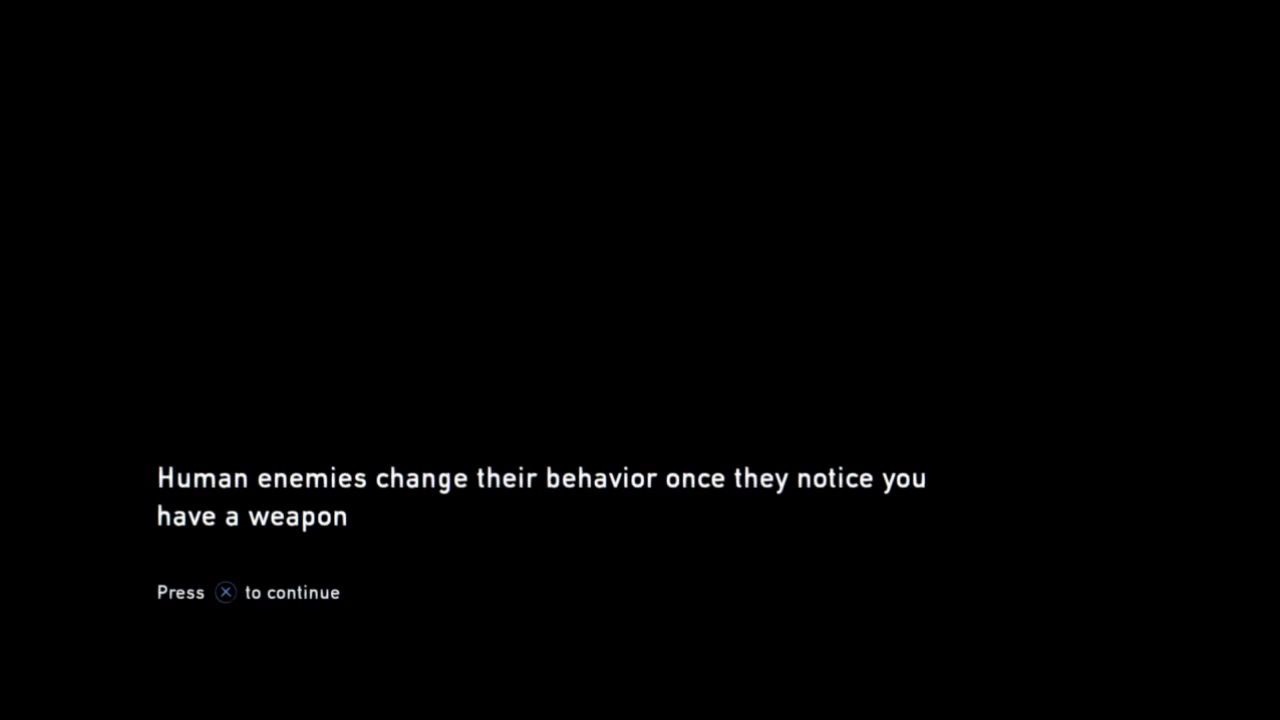 Human enemies change their behavior once they notice you
have a weapon
Press ⓧ to continue